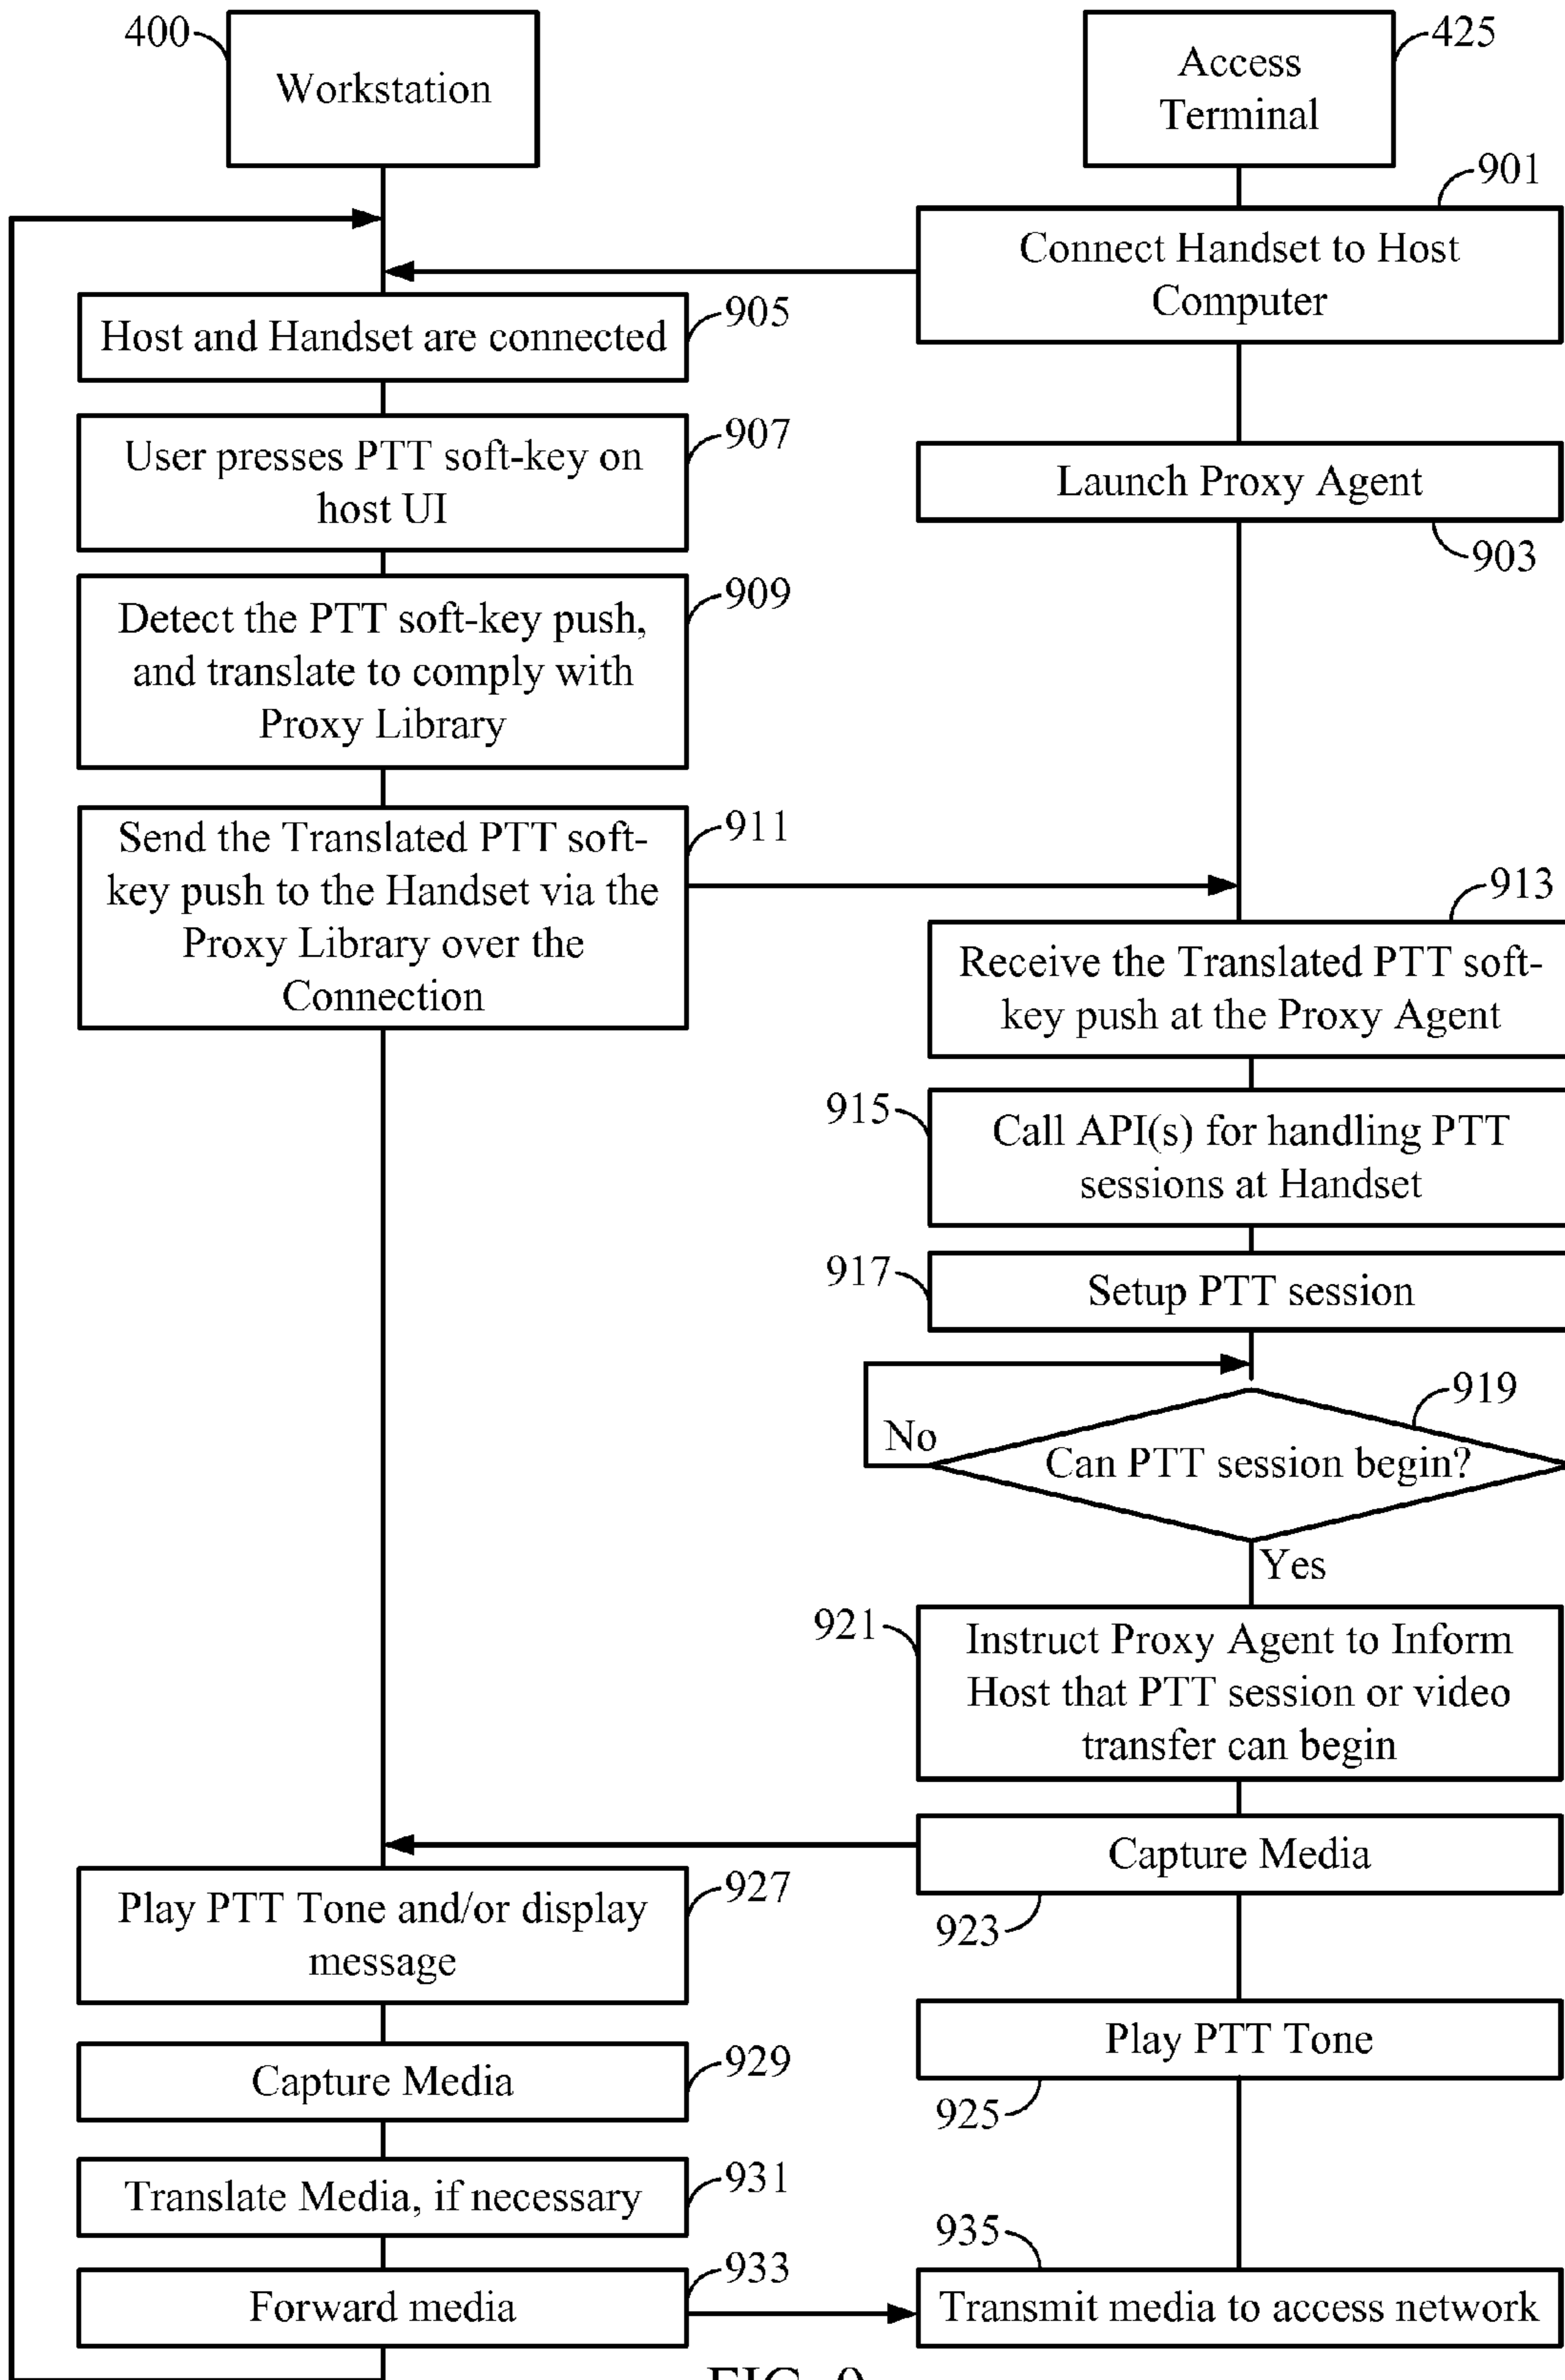 400
Workstation
Access
Terminal
425
901
Connect Handset to Host
Computer
Host and Handset are connected
905
User presses PTT soft-key on
host UI
907
Launch Proxy Agent
903
Detect the PTT soft-key push,
and translate to comply with
Proxy Library
909
Send the Translated PTT soft-
key push to the Handset via the
Proxy Library over the
Connection
911
913
Receive the Translated PTT soft-
key push at the Proxy Agent
915
Call API(s) for handling PTT
sessions at Handset
917
Setup PTT session
919
No
Can PTT session begin?
Yes
921
Instruct Proxy Agent to Inform
Host that PTT session or video
transfer can begin
Capture Media
923
Play PTT Tone and/or display
message
927
Play PTT Tone
925
Capture Media
929
Translate Media, if necessary
931
Forward media
933
935
Transmit media to access network
FIG. 9